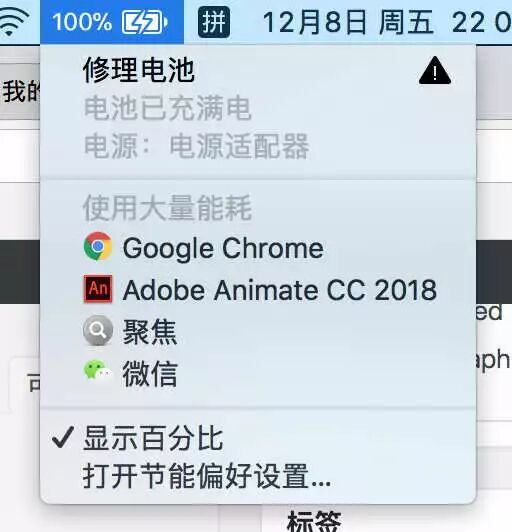 100% 拼 12月8日 周五 22 0
我的
修理电池
电池已充满电
电源：电源适配器
使用大量能耗
Google Chrome
An Adobe Animate CC 2018
聚焦
ed
aph
微信
可
✓ 显示百分比
打开节能偏好设置...
标签